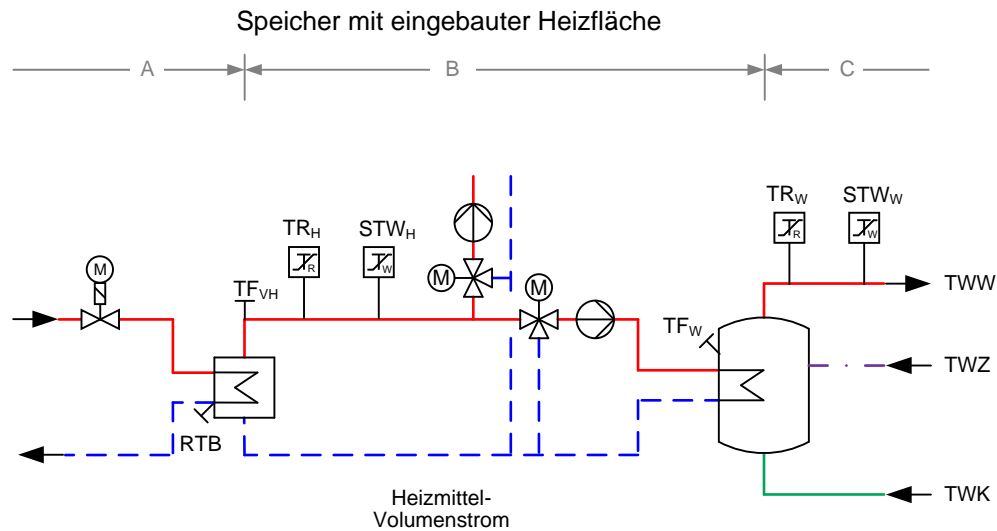 Speicher mit eingebauter Heizfläche
A B C
TR_H STW_H TR_W STW_W
R W R W
M M M
TF_VH TF_W
TWW
TWZ
RTB
TWK
Heizmittel-
Volumenstrom